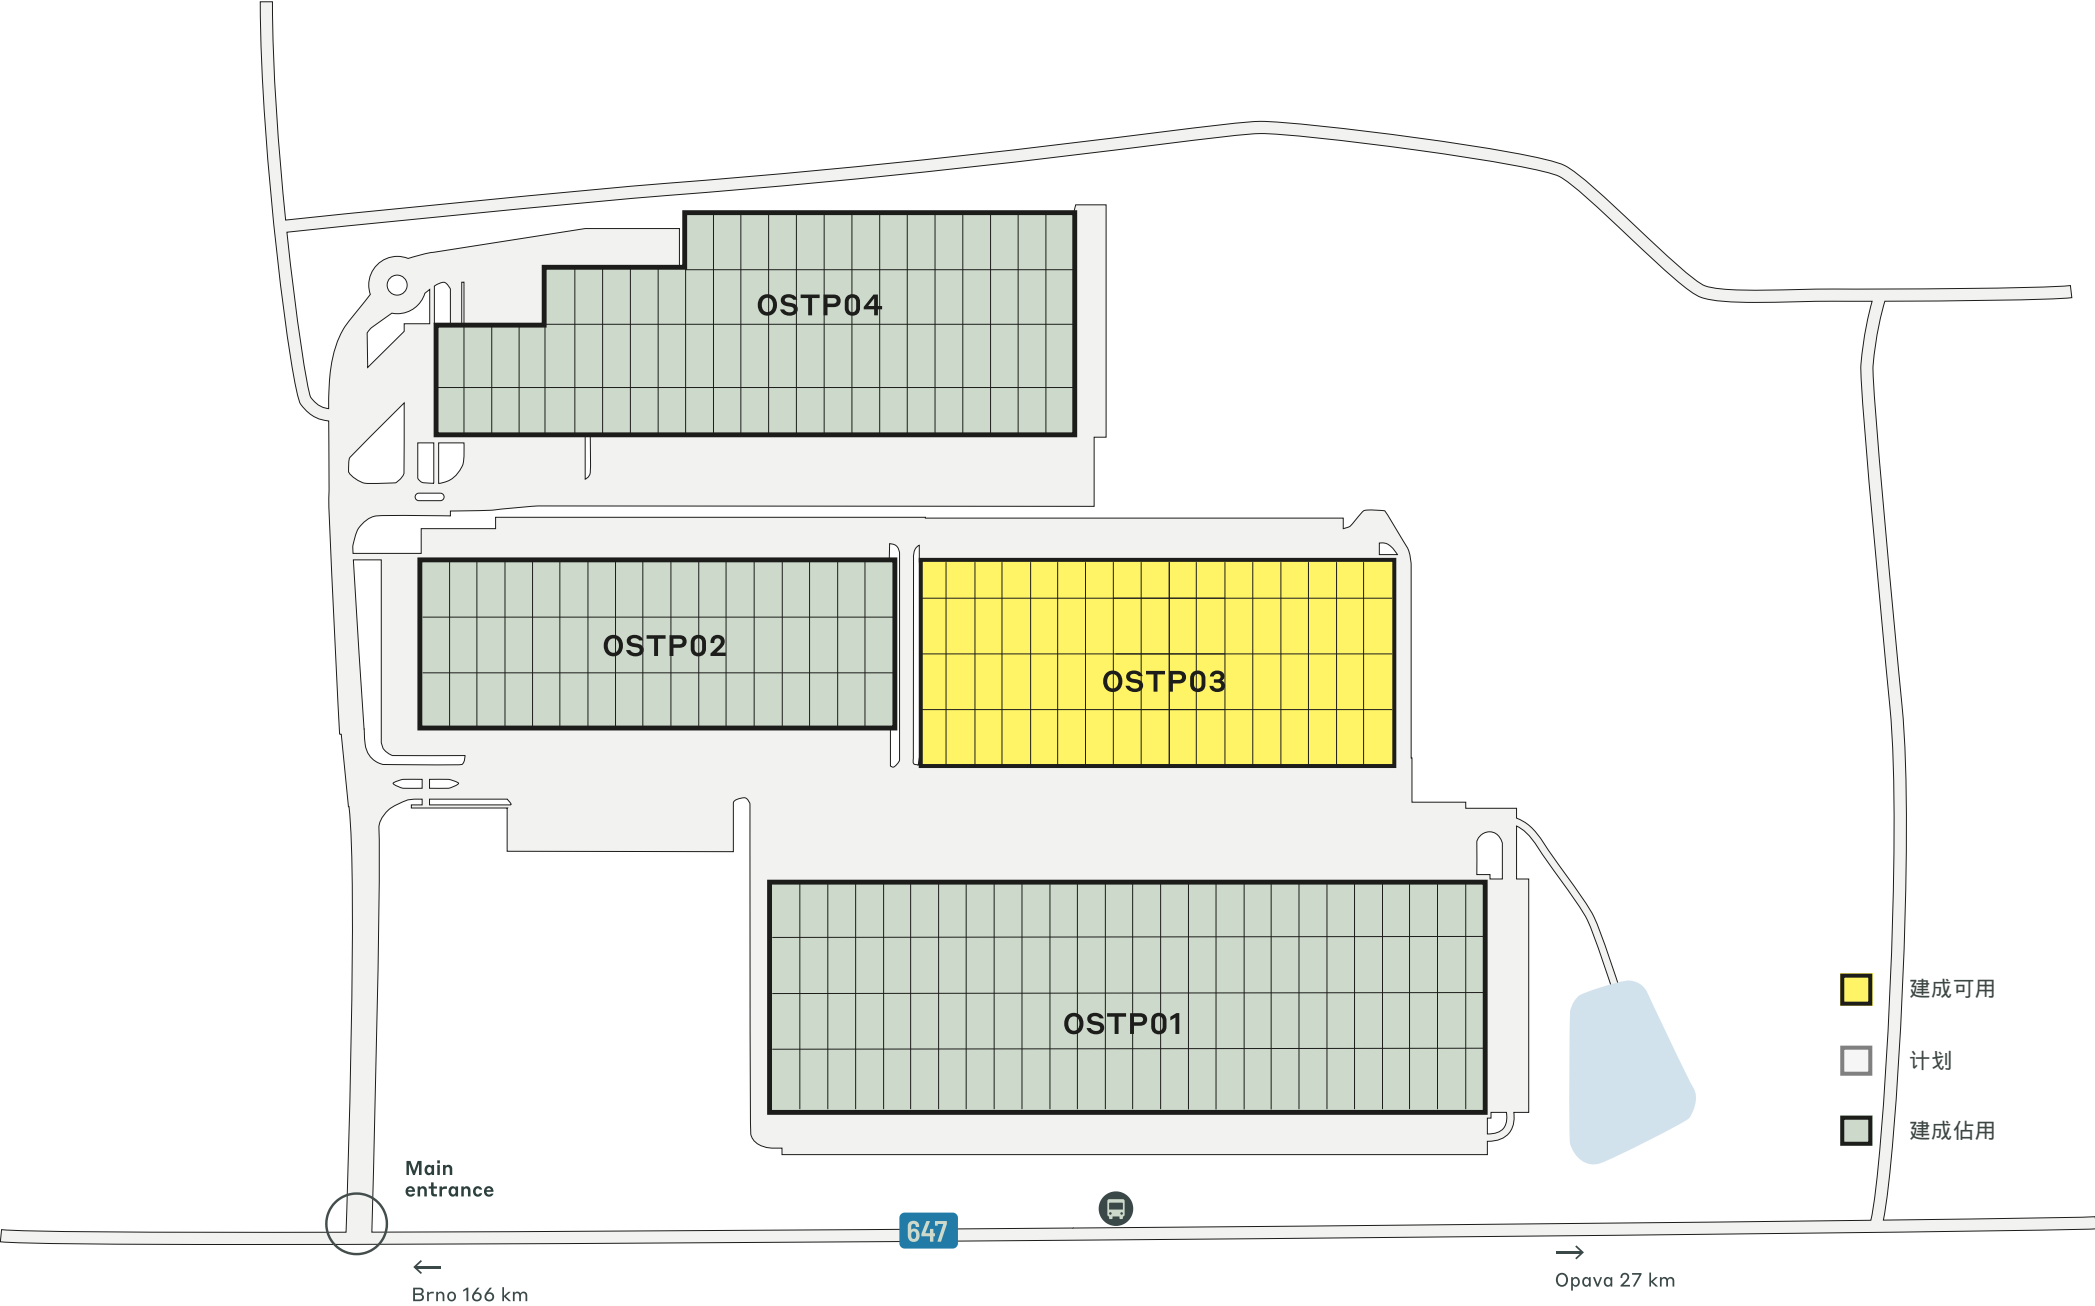 OSTP04
OSTP02
OSTP03
OSTP01
建成可用
计划
建成佔用
Main
entrance
647
Brno 166 km
Opava 27 km